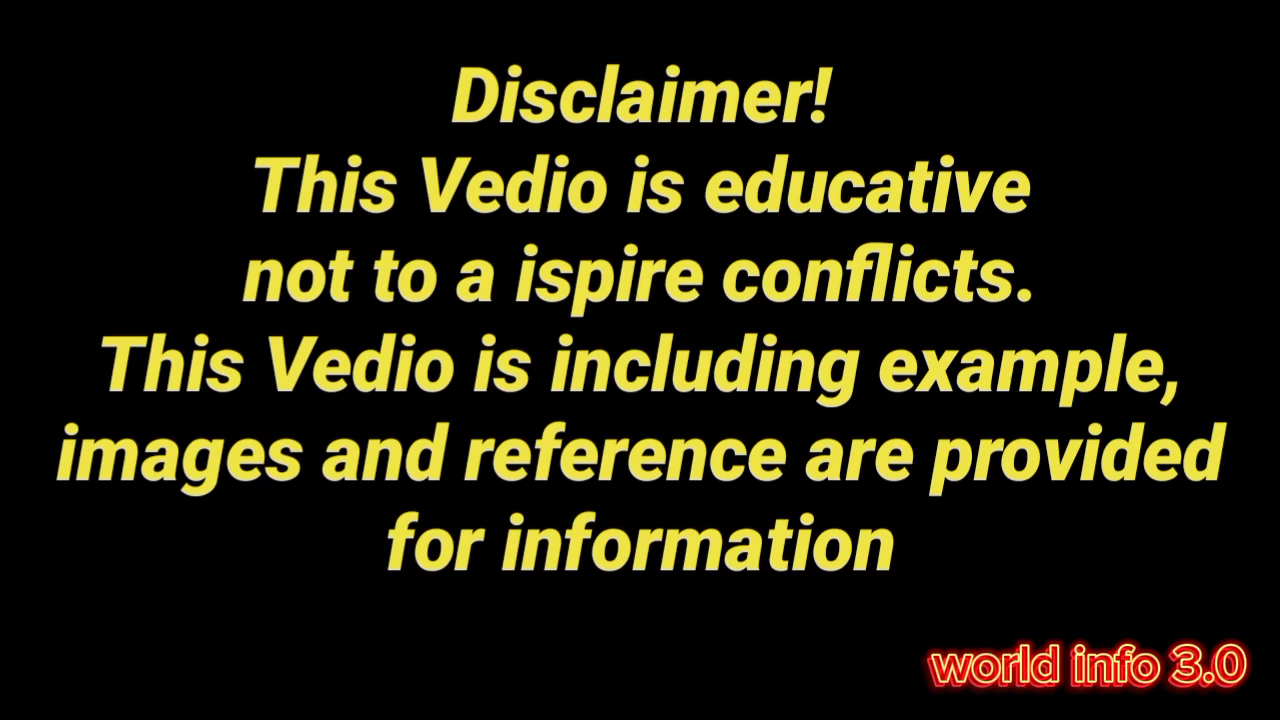 Disclaimer!
This Vedio is educative
not to a ispire conflicts.
This Vedio is including example,
images and reference are provided
for information
world info 3.0